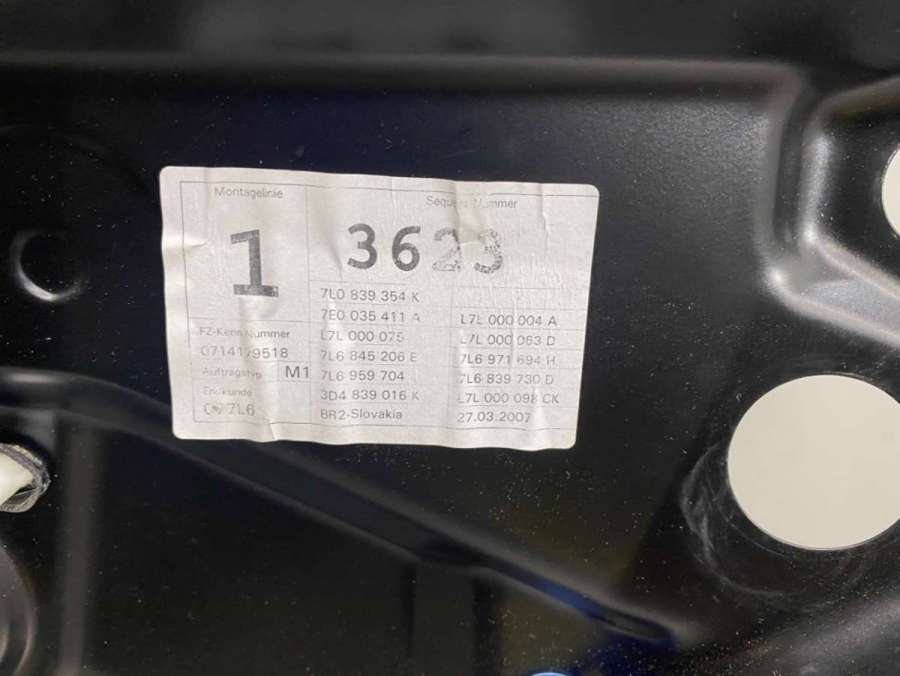 Montagelinie
1
FZ-Kenn Nummer
0714179518
Auftragstyp M1
Endkunde
7L6
Nummer
3623
7L0 839 354 K
7E0 035 411 A
L7L 000 004 A
L7L 000 075
L7L 000 063 D
7L6 845 206 E
7L6 971 694 H
7L6 959 704
7L6 839 730 D
3D4 839 016 K
L7L 000 098 CK
BR2-Slovakia
27.03.2007